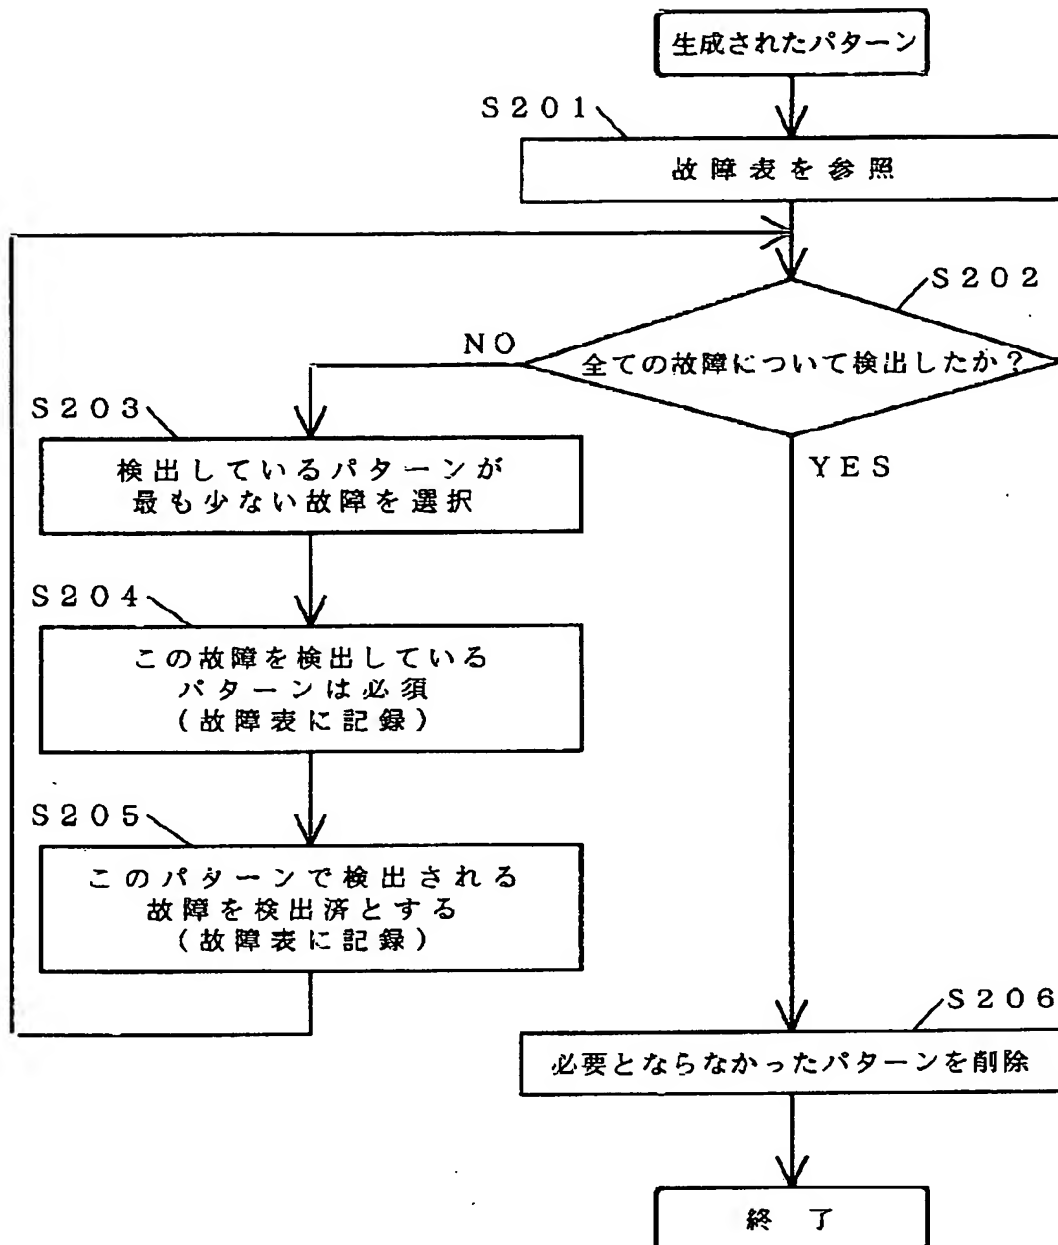 生成されたパターン
S201
故障表を参照
S202
全ての故障について検出したか?
NO
YES
S203
検出しているパターンが
最も少ない故障を選択
S204
この故障を検出している
パターンは必須
(故障表に記録)
S205
このパターンで検出される
故障を検出済とする
(故障表に記録)
S206
必要とならなかったパターンを削除
終了